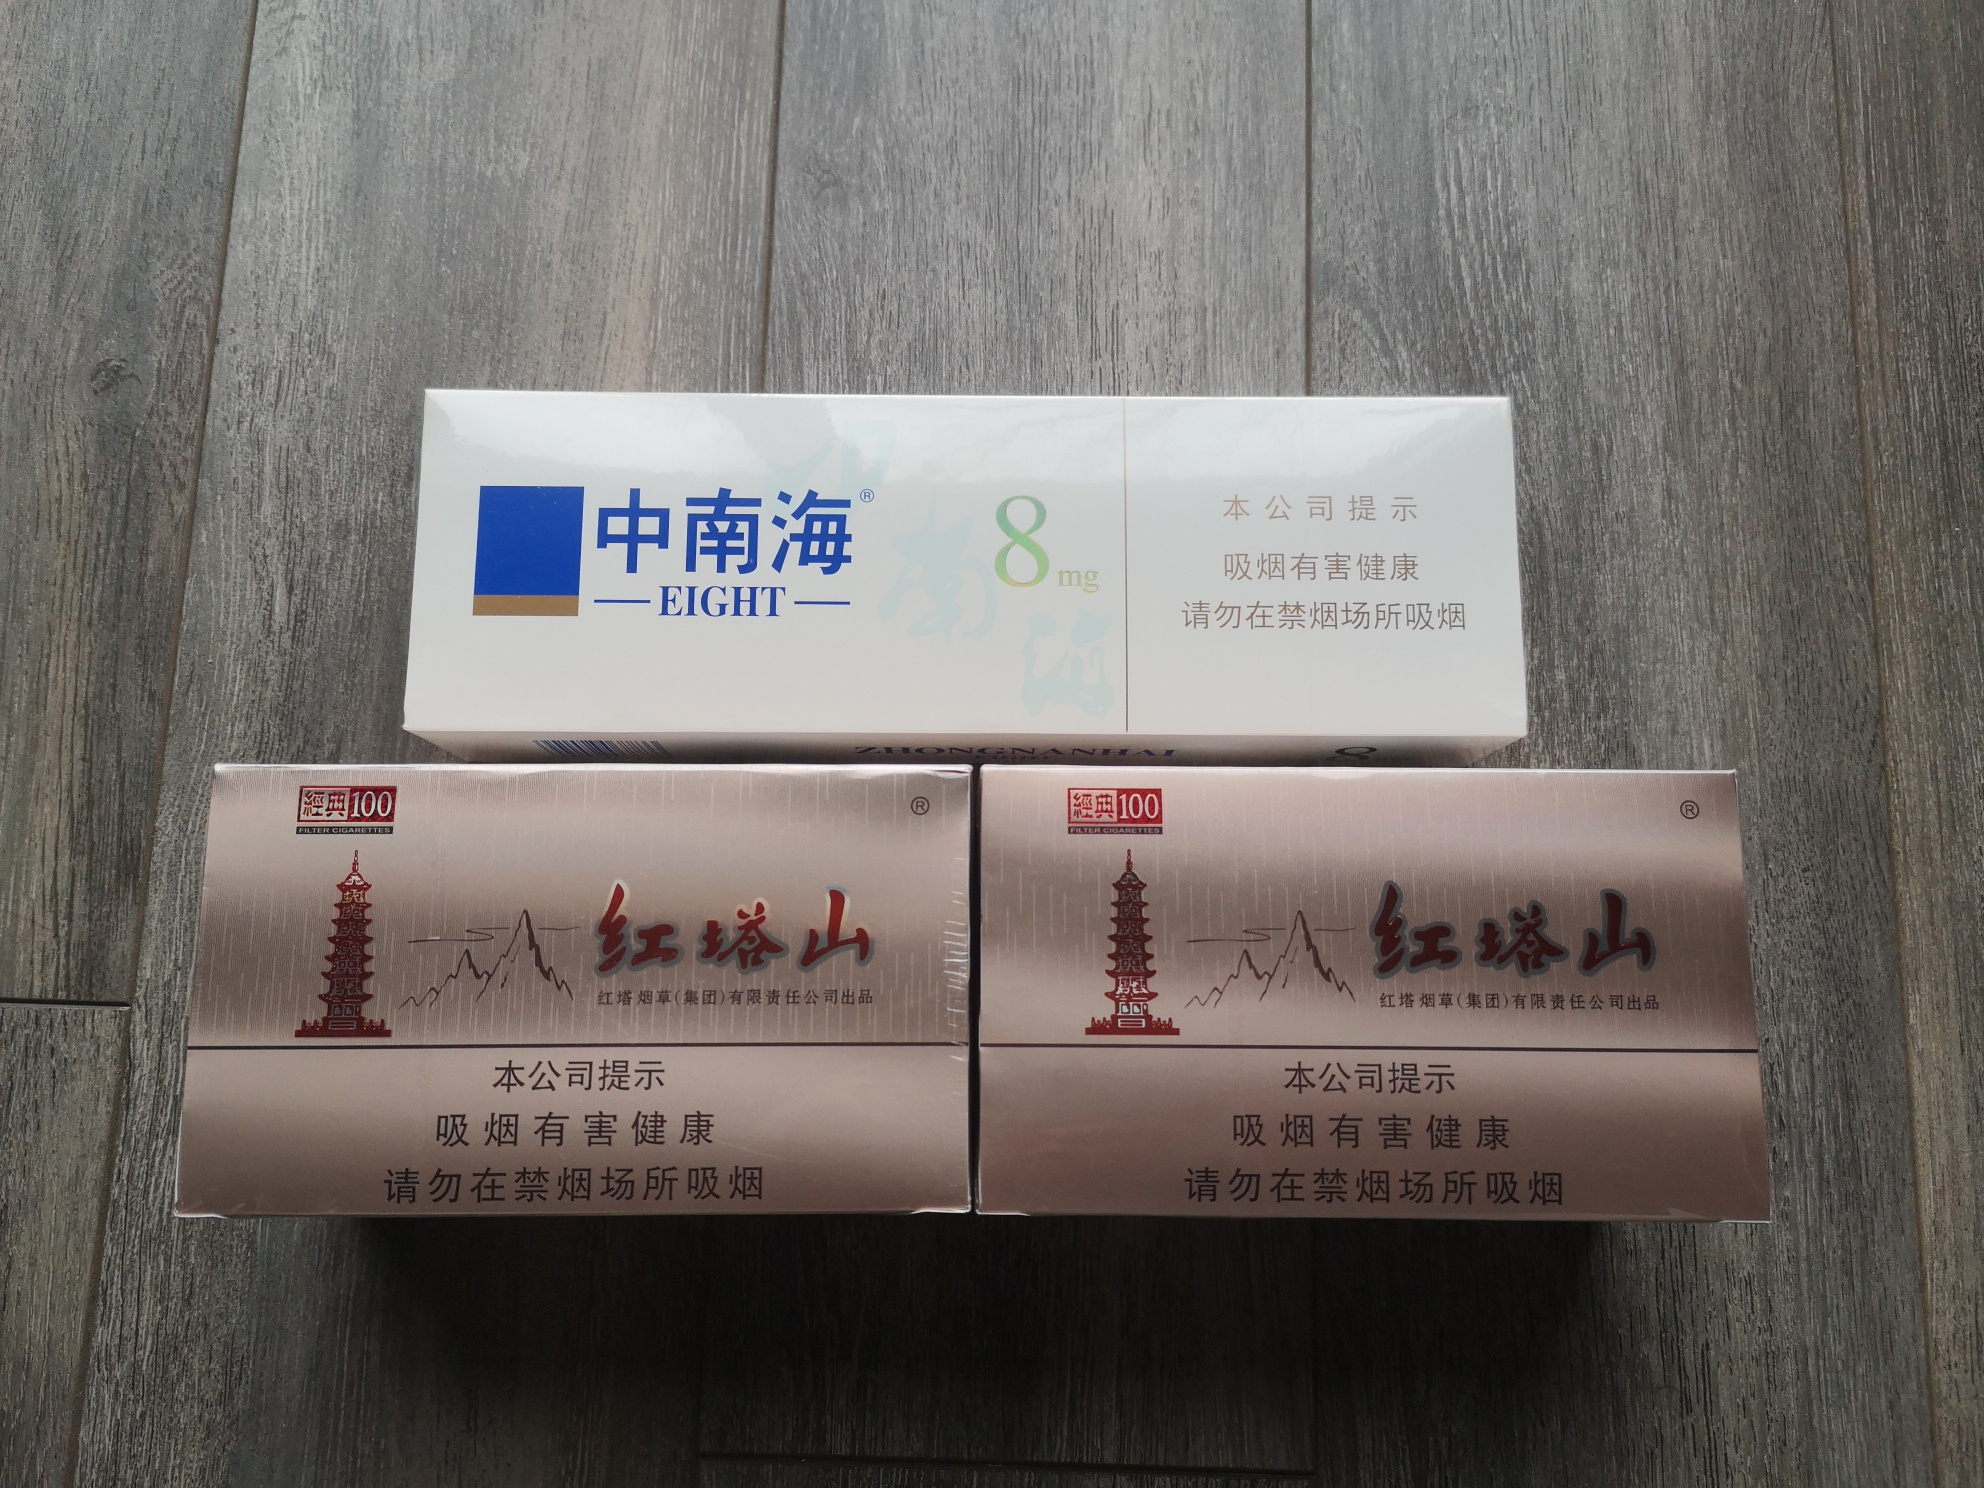 中南海®
EIGHT
8mg
本公司提示
吸烟有害健康
请勿在禁烟场所吸烟
中南海
ZHONGNANHAI
8
經典100
FILTER CIGARETTES
®
红塔山
红塔烟草(集团)有限责任公司出品
本公司提示
吸烟有害健康
请勿在禁烟场所吸烟
經典100
FILTER CIGARETTES
®
红塔山
红塔烟草(集团)有限责任公司出品
本公司提示
吸烟有害健康
请勿在禁烟场所吸烟